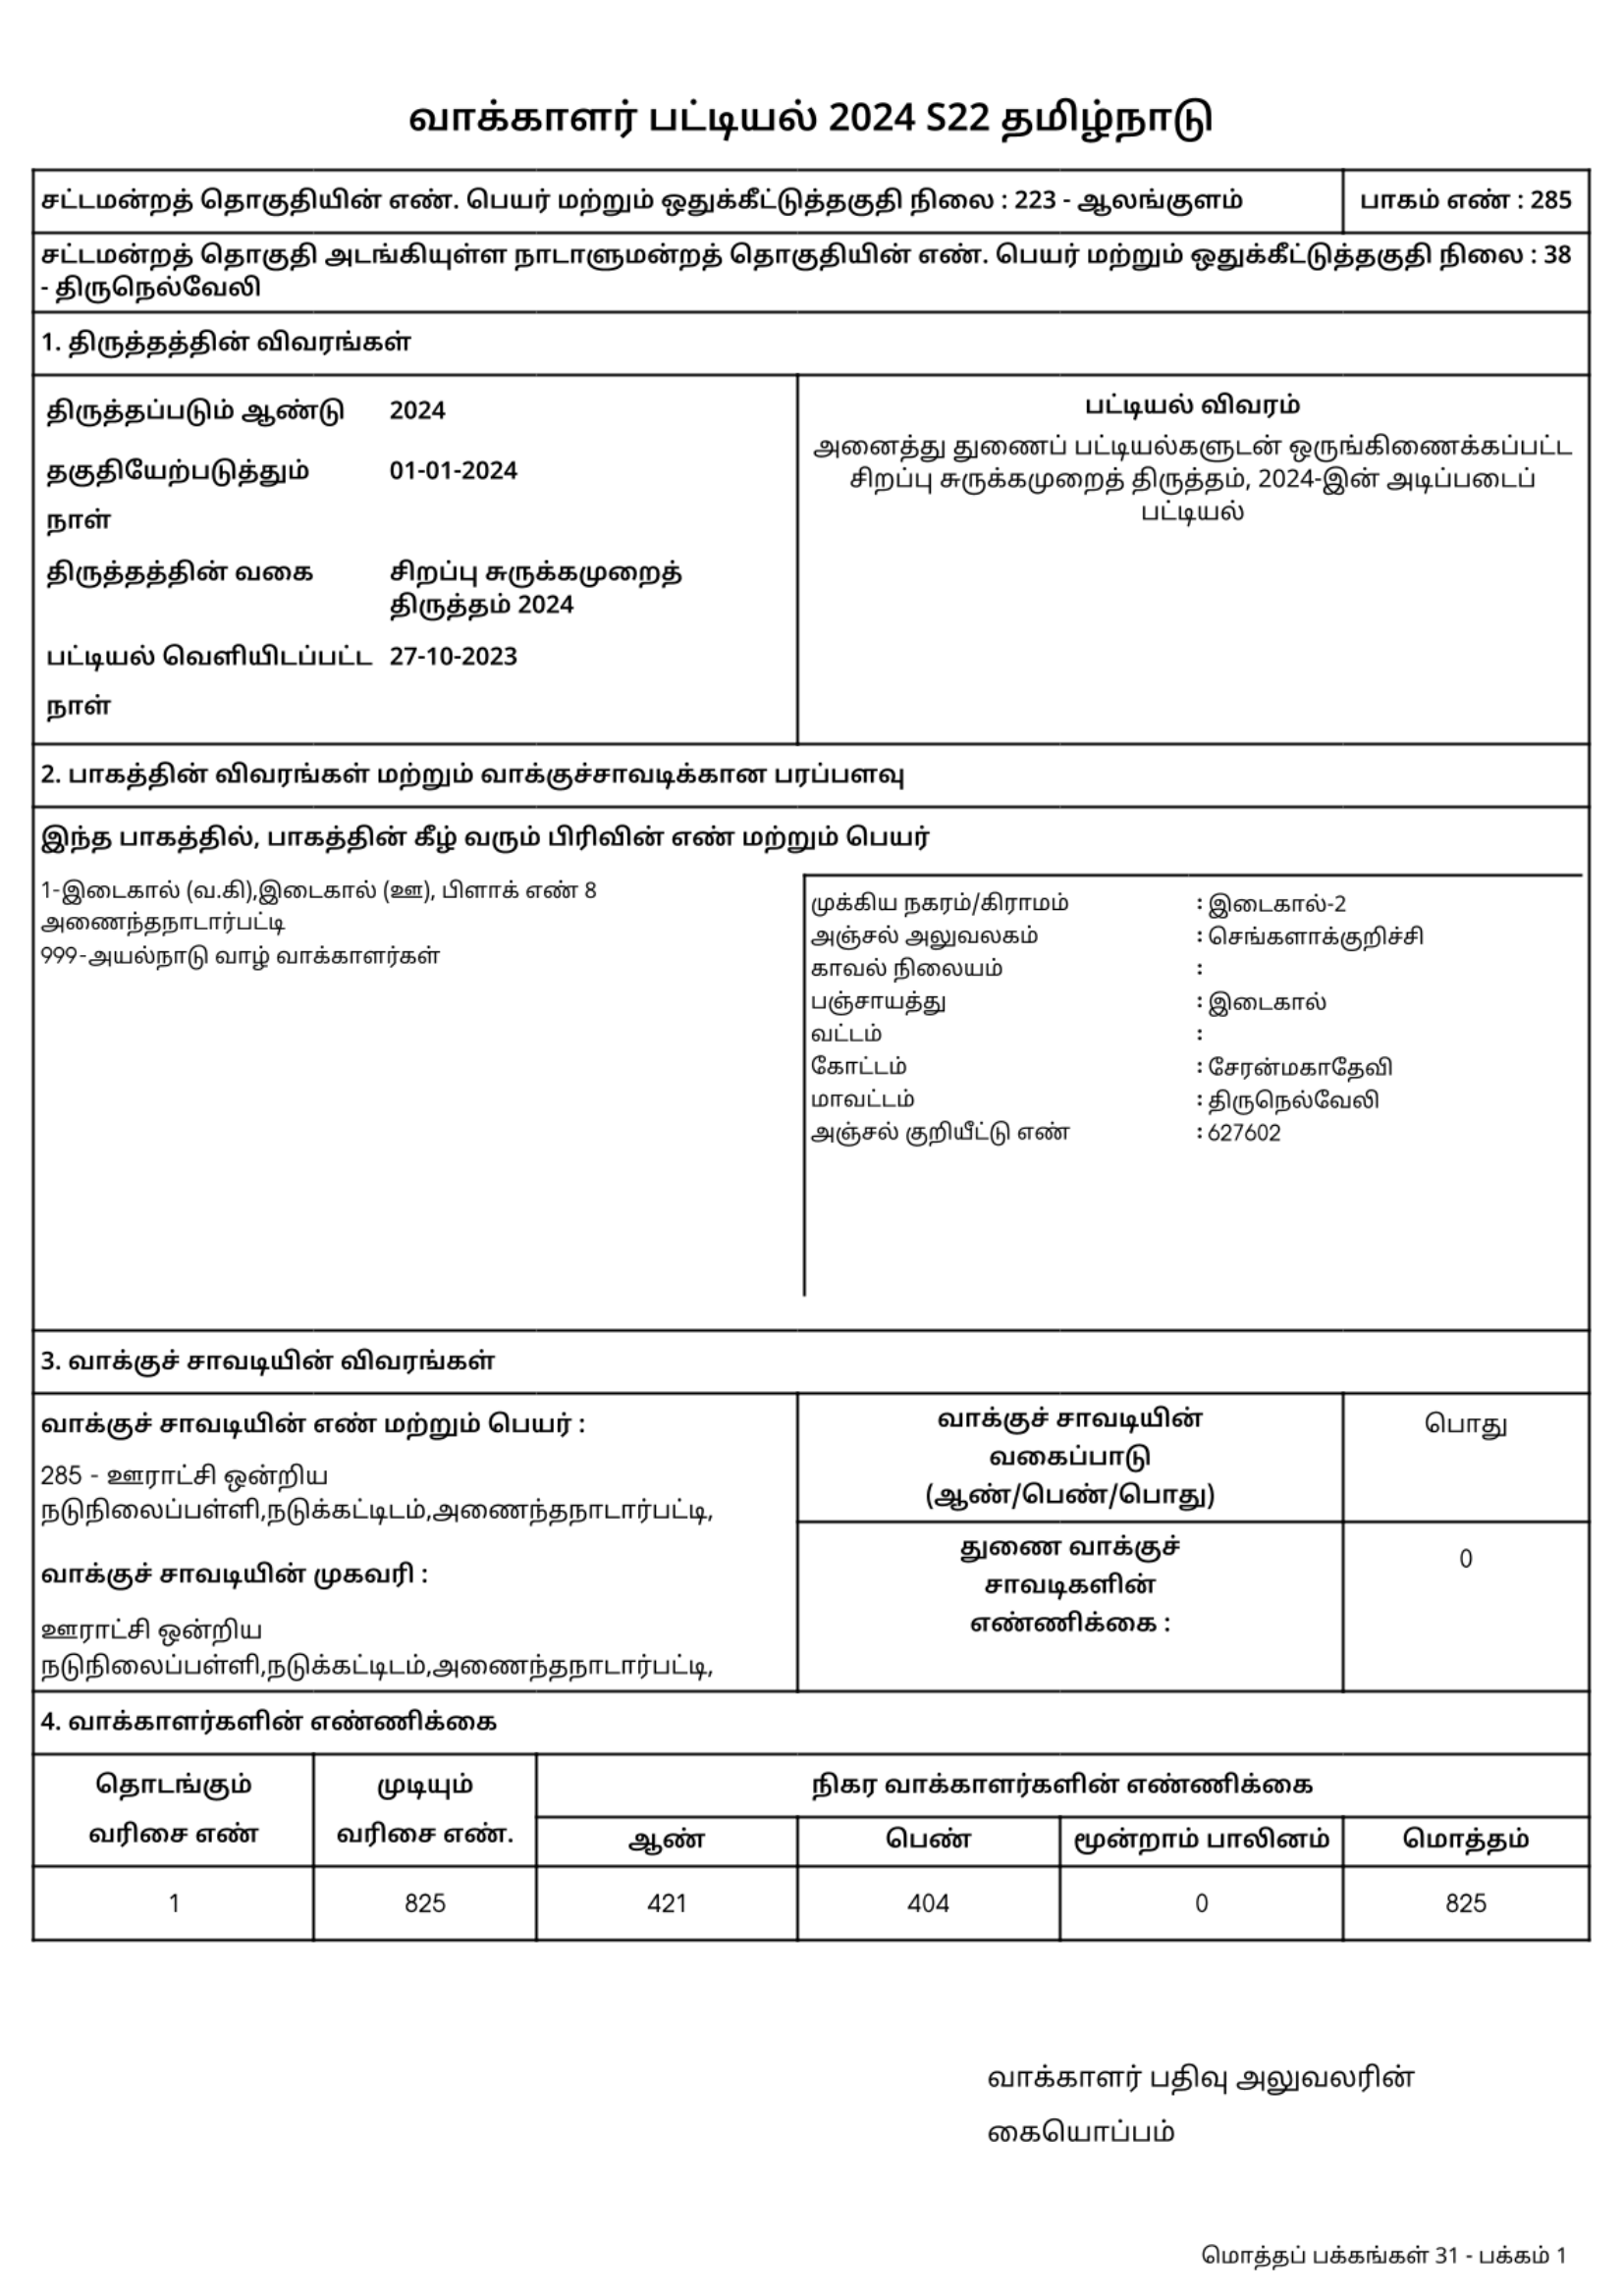 வாக்காளர் பட்டியல் 2024 S22 தமிழ்நாடு
சட்டமன்றத் தொகுதியின் எண். பெயர் மற்றும் ஒதுக்கீட்டுத்தகுதி நிலை : 223 - ஆலங்குளம்
பாகம் எண் : 285
சட்டமன்றத் தொகுதி அடங்கியுள்ள நாடாளுமன்றத் தொகுதியின் எண். பெயர் மற்றும் ஒதுக்கீட்டுத்தகுதி நிலை : 38
- திருநெல்வேலி
1. திருத்தத்தின் விவரங்கள்
திருத்தப்படும் ஆண்டு 2024
தகுதியேற்படுத்தும் 01-01-2024
நாள்
திருத்தத்தின் வகை சிறப்பு சுருக்கமுறைத்
திருத்தம் 2024
பட்டியல் வெளியிடப்பட்ட 27-10-2023
நாள்
பட்டியல் விவரம்
அனைத்து துணைப் பட்டியல்களுடன் ஒருங்கிணைக்கப்பட்ட
சிறப்பு சுருக்கமுறைத் திருத்தம், 2024-இன் அடிப்படைப்
பட்டியல்
2. பாகத்தின் விவரங்கள் மற்றும் வாக்குச்சாவடிக்கான பரப்பளவு
இந்த பாகத்தில், பாகத்தின் கீழ் வரும் பிரிவின் எண் மற்றும் பெயர்
1-இடைகால் (வ.கி),இடைகால் (ஊ), பிளாக் எண் 8
அணைந்தநாடார்பட்டி
999-அயல்நாடு வாழ் வாக்காளர்கள்
முக்கிய நகரம்/கிராமம் : இடைகால்-2
அஞ்சல் அலுவலகம் : செங்களாக்குறிச்சி
காவல் நிலையம் :
பஞ்சாயத்து : இடைகால்
வட்டம் :
கோட்டம் : சேரன்மகாதேவி
மாவட்டம் : திருநெல்வேலி
அஞ்சல் குறியீட்டு எண் : 627602
3. வாக்குச் சாவடியின் விவரங்கள்
வாக்குச் சாவடியின் எண் மற்றும் பெயர் :
285 - ஊராட்சி ஒன்றிய
நடுநிலைப்பள்ளி,நடுக்கட்டிடம்,அணைந்தநாடார்பட்டி,
வாக்குச் சாவடியின் முகவரி :
ஊராட்சி ஒன்றிய
நடுநிலைப்பள்ளி,நடுக்கட்டிடம்,அணைந்தநாடார்பட்டி,
வாக்குச் சாவடியின்
வகைப்பாடு
(ஆண்/பெண்/பொது)
பொது
துணை வாக்குச்
சாவடிகளின்
எண்ணிக்கை :
0
4. வாக்காளர்களின் எண்ணிக்கை
தொடங்கும்
வரிசை எண்
முடியும்
வரிசை எண்.
நிகர வாக்காளர்களின் எண்ணிக்கை
ஆண் பெண் மூன்றாம் பாலினம் மொத்தம்
1 825 421 404 0 825
வாக்காளர் பதிவு அலுவலரின்
கையொப்பம்
மொத்தப் பக்கங்கள் 31 - பக்கம் 1